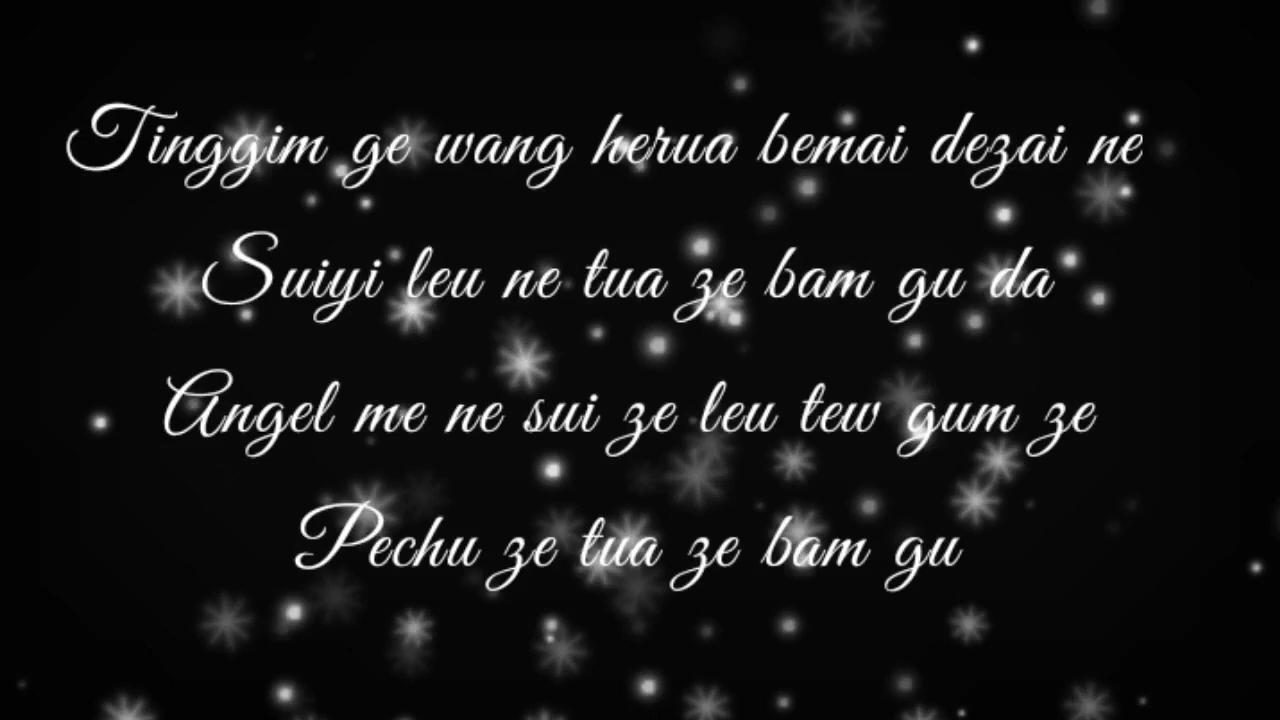 Tinggim ge wang herua bemai dezai ne
Suiyi leu ne tua ze bam gu da
Angel me ne sui ze leu tew gum ze
Pechu ze tua ze bam gu